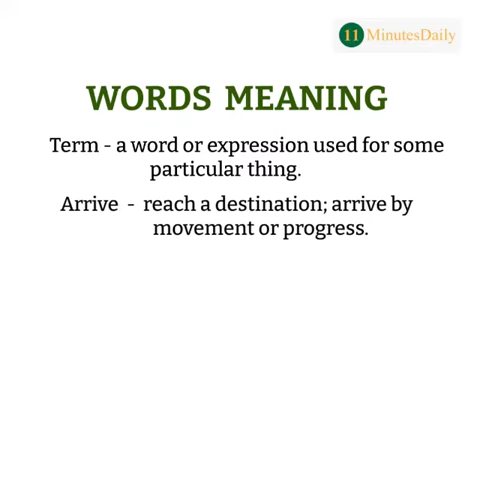 11 MinutesDaily
WORDS MEANING
Term - a word or expression used for some
particular thing.
Arrive - reach a destination; arrive by
movement or progress.